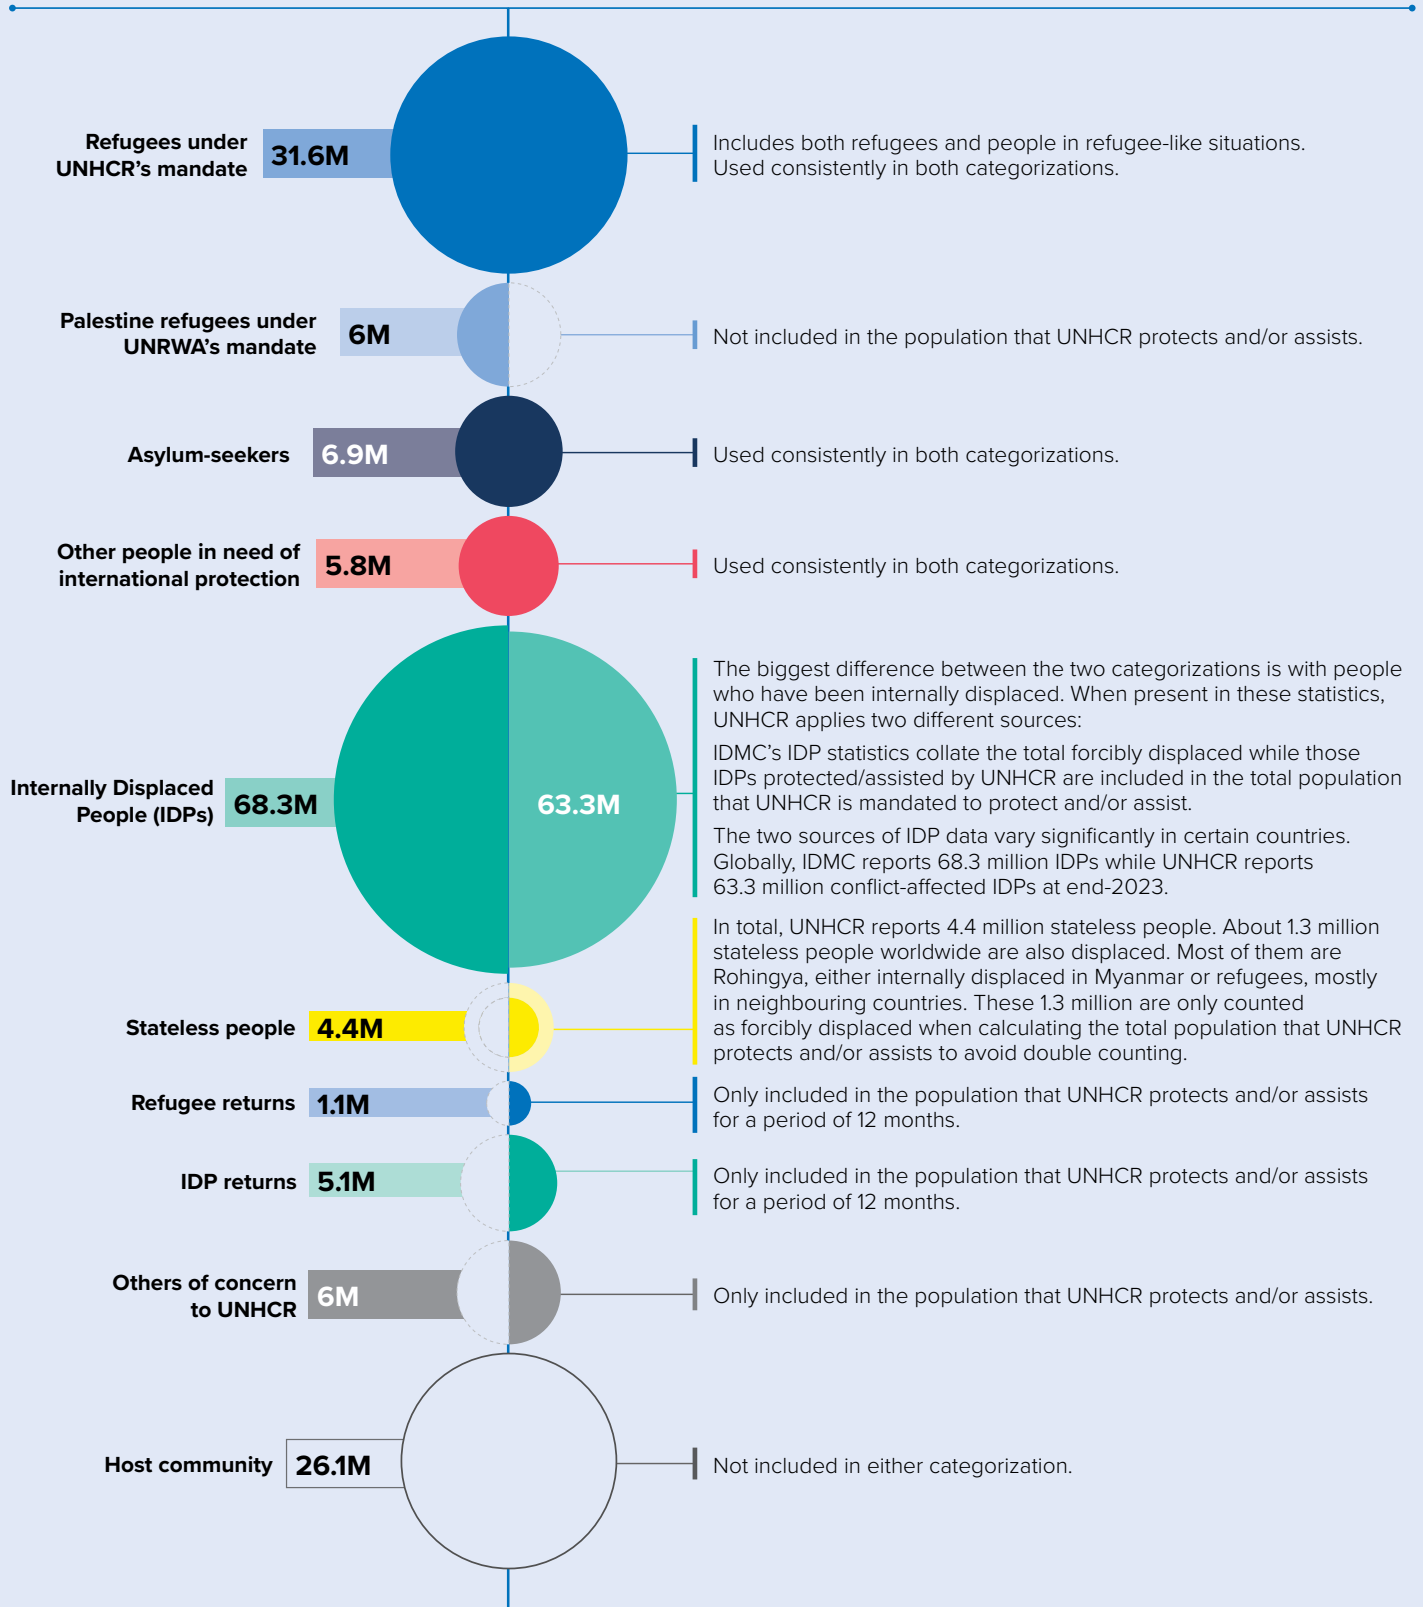 Refugees under
UNHCR's mandate
31.6M
Includes both refugees and people in refugee-like situations.
Used consistently in both categorizations.
Palestine refugees under
UNRWA's mandate
6M
Not included in the population that UNHCR protects and/or assists.
Asylum-seekers
6.9M
Used consistently in both categorizations.
Other people in need of
international protection
5.8M
Used consistently in both categorizations.
Internally Displaced
People (IDPs)
68.3M
63.3M
The biggest difference between the two categorizations is with people
who have been internally displaced. When present in these statistics,
UNHCR applies two different sources:
IDMC's IDP statistics collate the total forcibly displaced while those
IDPs protected/assisted by UNHCR are included in the total population
that UNHCR is mandated to protect and/or assist.
The two sources of IDP data vary significantly in certain countries.
Globally, IDMC reports 68.3 million IDPs while UNHCR reports
63.3 million conflict-affected IDPs at end-2023.
Stateless people
4.4M
In total, UNHCR reports 4.4 million stateless people. About 1.3 million
stateless people worldwide are also displaced. Most of them are
Rohingya, either internally displaced in Myanmar or refugees, mostly
in neighbouring countries. These 1.3 million are only counted
as forcibly displaced when calculating the total population that UNHCR
protects and/or assists to avoid double counting.
Refugee returns
1.1M
Only included in the population that UNHCR protects and/or assists
for a period of 12 months.
IDP returns
5.1M
Only included in the population that UNHCR protects and/or assists
for a period of 12 months.
Others of concern
to UNHCR
6M
Only included in the population that UNHCR protects and/or assists.
Host community
26.1M
Not included in either categorization.